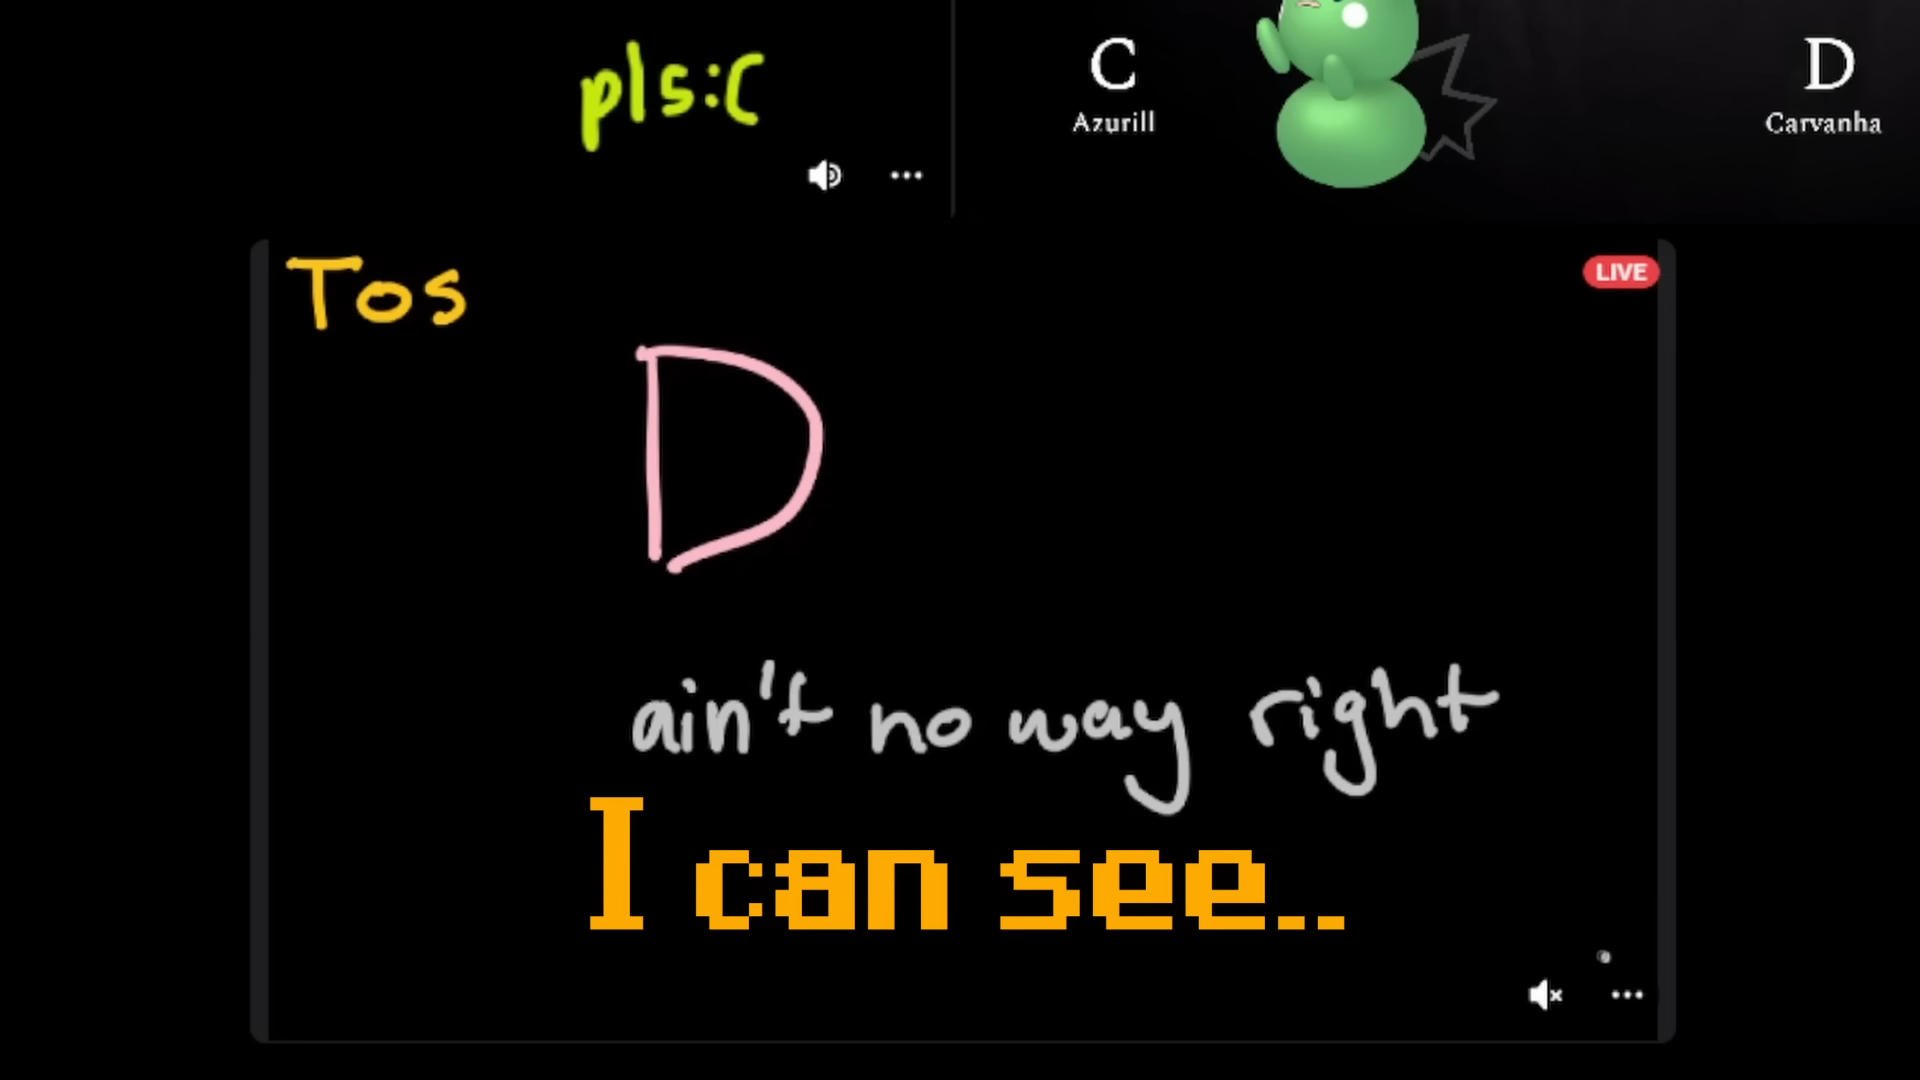 pls:(
C
Azurill
D
Carvanha
Tos
LIVE
D
ain't no way right
I can see..